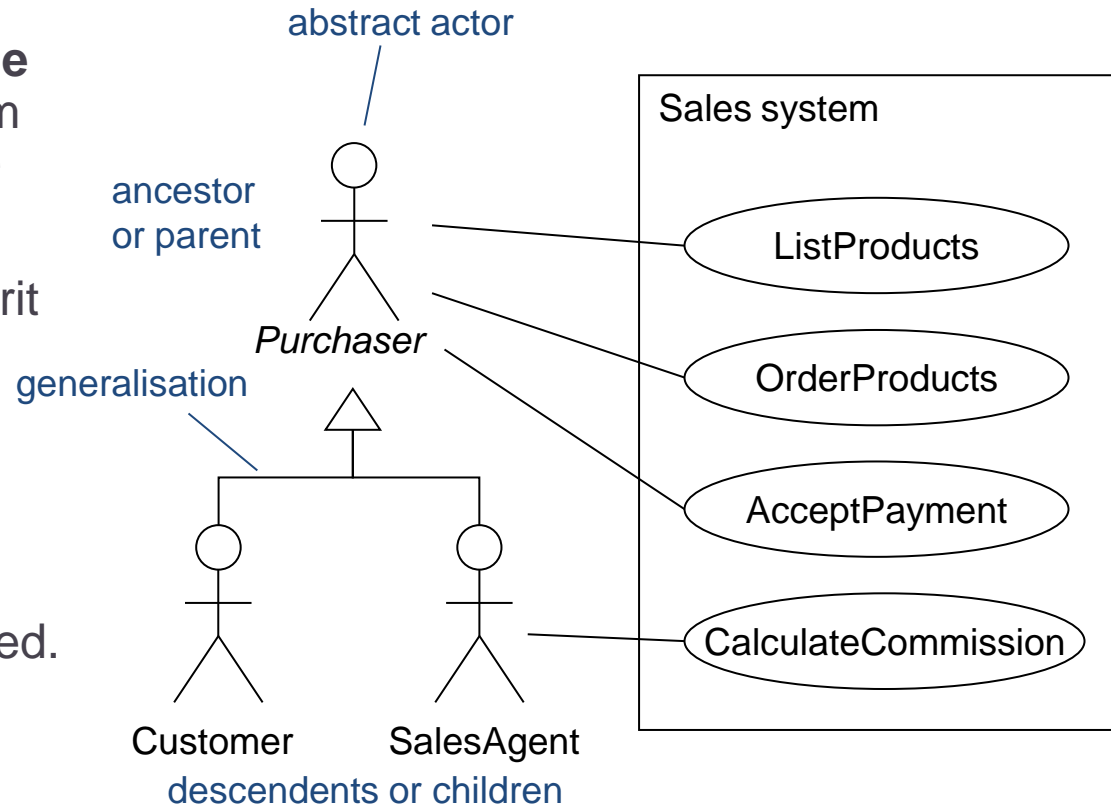 abstract actor
e
m
Sales system
ancestor
or parent
ListProducts
rit
Purchaser
generalisation
OrderProducts
AcceptPayment
ed.
CalculateCommission
Customer
SalesAgent
descendents or children